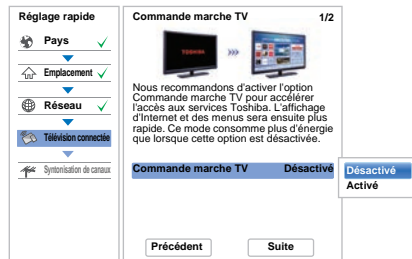 Réglage rapide
Pays
Emplacement
Réseau
Télévision connectée
Syntonisation de canaux
Commande marche TV 1/2
TOSHIBA
Nous recommandons d'activer l'option
Commande marche TV pour accélérer
l'accès aux services Toshiba. L'affichage
d'Internet et des menus sera ensuite plus
rapide. Ce mode consomme plus d'énergie
que lorsque cette option est désactivée.
Commande marche TV Désactivé
Précédent Suite
Désactivé
Activé